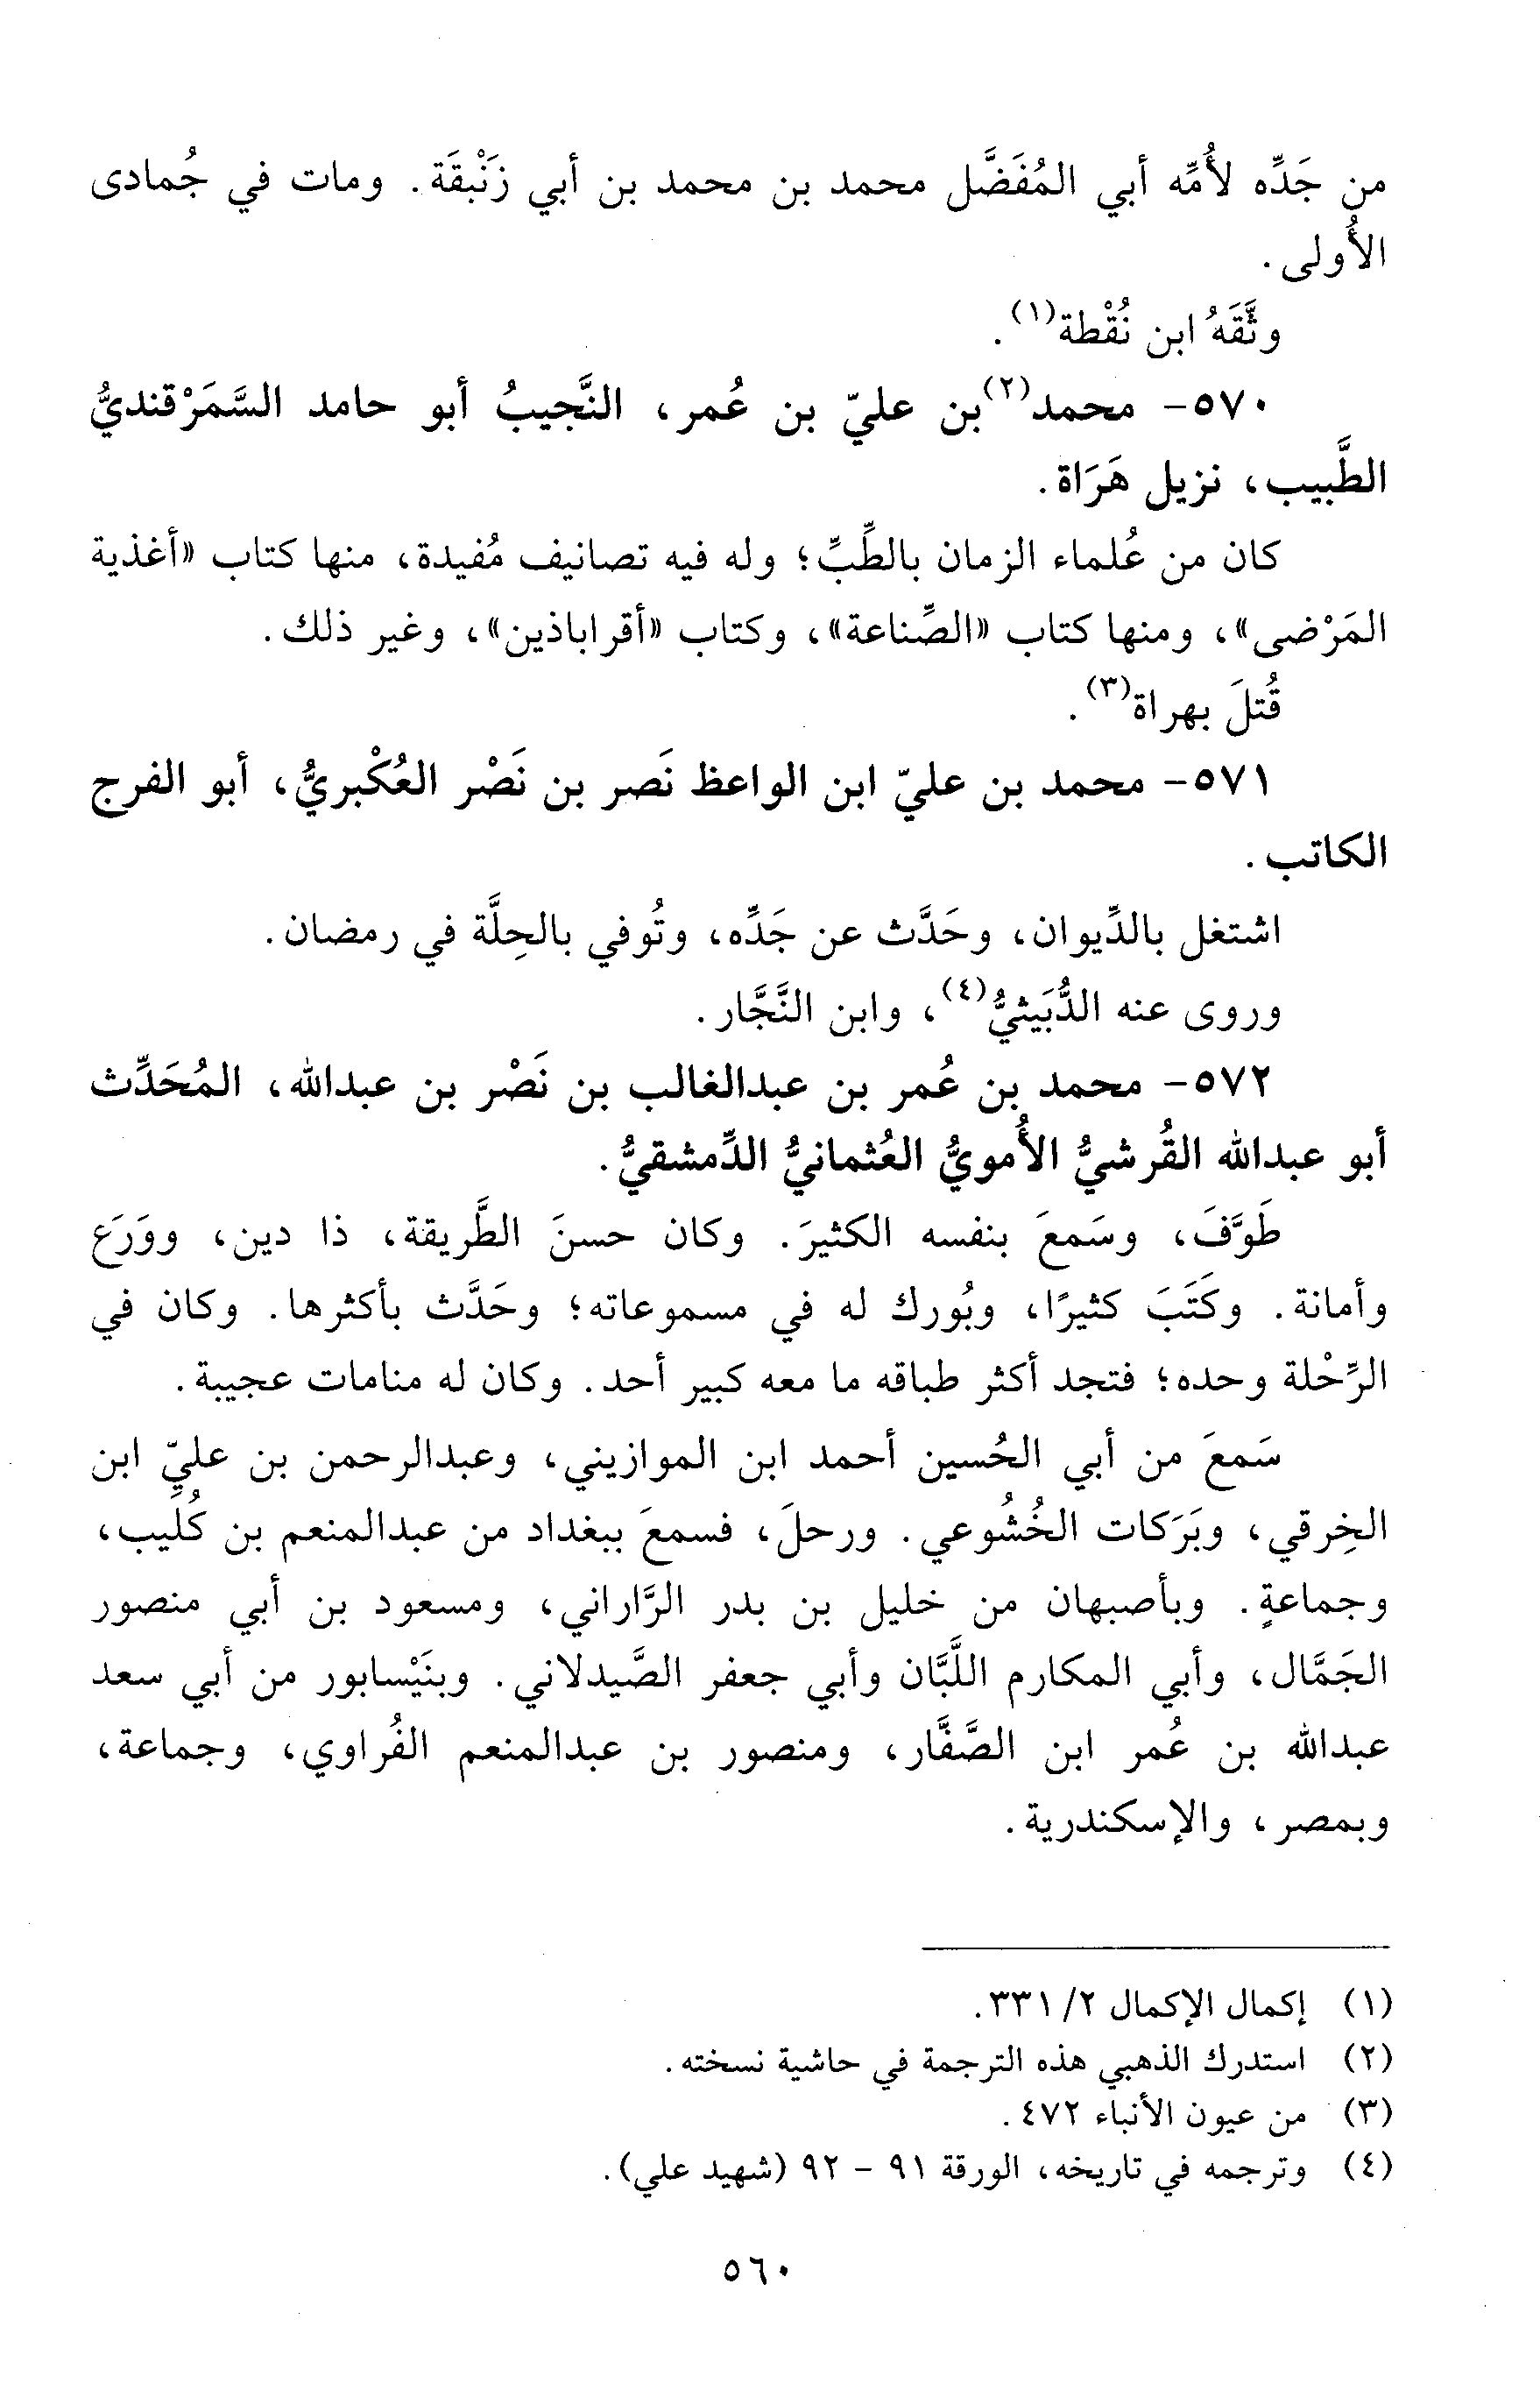 من جَدِّه لأُمِّه أبي المُفَضَّل محمد بن محمد بن أبي زَنْبقَة. ومات في جُمادى
الأُولى.
وثَّقَهُ ابن نُقْطة(١).
٥٧٠- محمد(٢) بن عليّ بن عُمر، النَّجيبُ أبو حامد السَّمَرْقنديُّ
الطَّبيب، نزيل هَرَاة.
كان من عُلماء الزمان بالطِّبِّ؛ وله فيه تصانيف مُفيدة، منها كتاب «أغذية
المَرْضى»، ومنها كتاب «الصِّناعة»، وكتاب «أقراباذين»، وغير ذلك.
قُتلَ بهراة(٣).
٥٧١- محمد بن عليّ ابن الواعظ نَصر بن نَصْر العُكْبريُّ، أبو الفرج
الكاتب.
اشتغل بالدِّيوان، وحَدَّث عن جَدِّه، وتُوفي بالحِلَّة في رمضان.
وروى عنه الدُّبَيثيُّ(٤)، وابن النَّجَّار.
٥٧٢- محمد بن عُمر بن عبدالغالب بن نَصْر بن عبدالله، المُحَدِّث
أبو عبدالله القُرشيُّ الأُمويُّ العُثمانيُّ الدِّمشقيُّ.
طَوَّفَ، وسَمعَ بنفسه الكثيرَ. وكان حسنَ الطَّريقة، ذا دين، ووَرَع
وأمانة. وكَتَبَ كثيرًا، وبُورك له في مسموعاته؛ وحَدَّث بأكثرها. وكان في
الرِّحْلة وحده؛ فتجد أكثر طباقه ما معه كبير أحد. وكان له منامات عجيبة.
سَمعَ من أبي الحُسين أحمد ابن الموازيني، وعبدالرحمن بن عليّ ابن
الخِرقي، وبَرَكات الخُشُوعي. ورحلَ، فسمعَ ببغداد من عبدالمنعم بن كُلَيب،
وجماعةٍ. وبأصبهان من خليل بن بدر الرَّاراني، ومسعود بن أبي منصور
الجَمَّال، وأبي المكارم اللَّبَّان وأبي جعفر الصَّيدلاني. وبنَيْسابور من أبي سعد
عبدالله بن عُمر ابن الصَّفَّار، ومنصور بن عبدالمنعم الفُراوي، وجماعة،
وبمصر، والإسكندرية.
(١) إكمال الإكمال ٢/ ٣٣١.
(٢) استدرك الذهبي هذه الترجمة في حاشية نسخته.
(٣) من عيون الأنباء ٤٧٢.
(٤) وترجمه في تاريخه، الورقة ٩١ - ٩٢ (شهيد علي).
٥٦٠